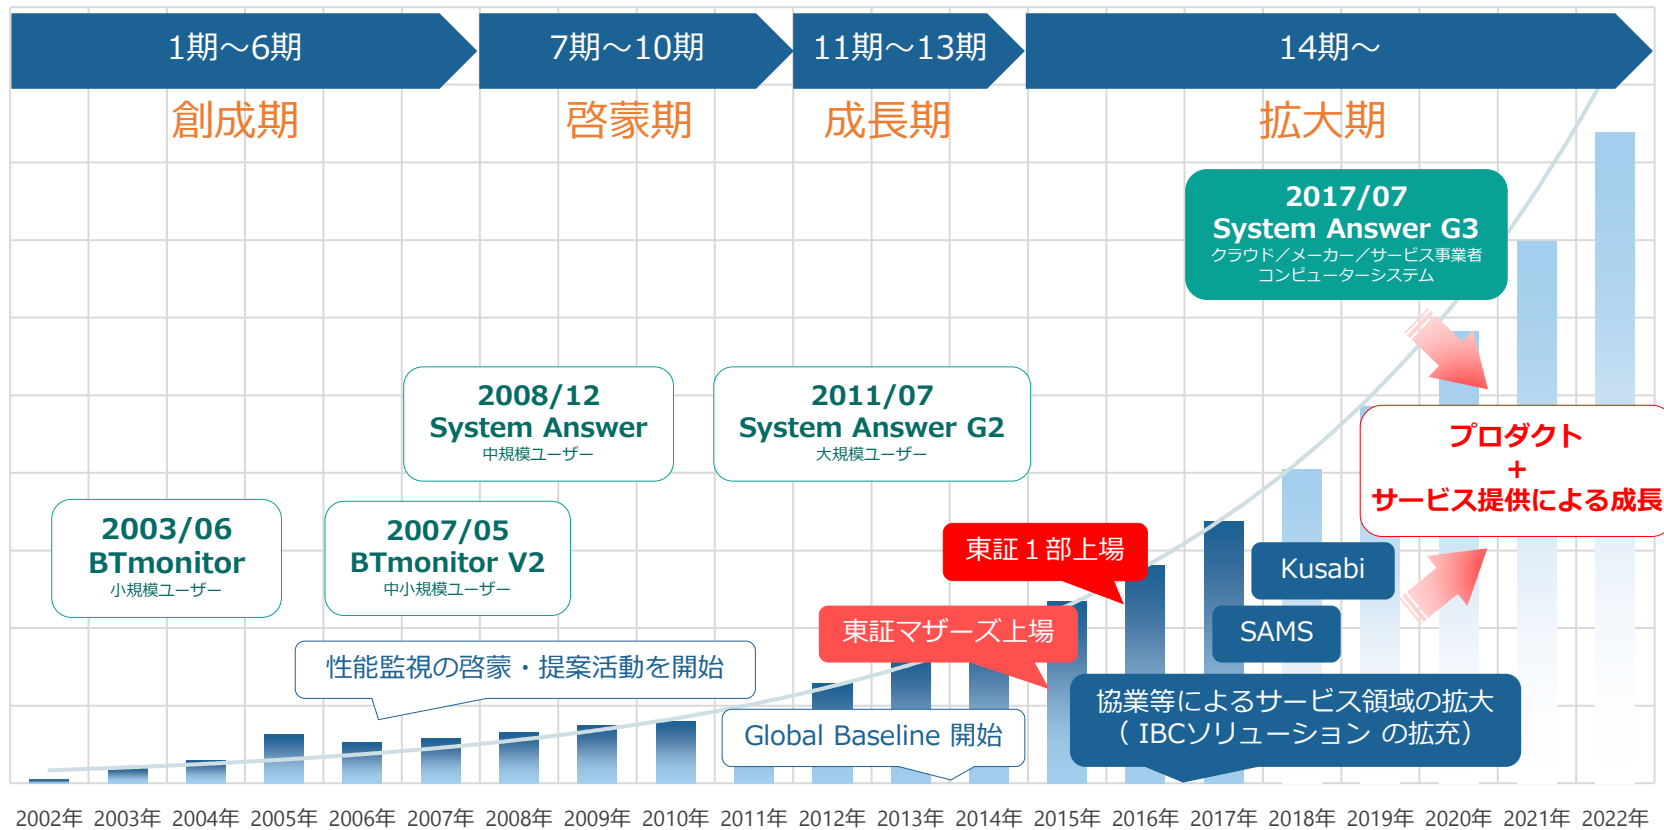 1期～6期
7期～10期
11期～13期
14期～
創成期
啓蒙期
成長期
拡大期
2017/07
System Answer G3
クラウド／メーカー／サービス事業者
コンピューターシステム
2008/12
System Answer
中規模ユーザー
2011/07
System Answer G2
大規模ユーザー
プロダクト
+
サービス提供による成長
2003/06
BTmonitor
小規模ユーザー
2007/05
BTmonitor V2
中小規模ユーザー
東証１部上場
Kusabi
東証マザーズ上場
SAMS
性能監視の啓蒙・提案活動を開始
Global Baseline 開始
協業等によるサービス領域の拡大
（ IBCソリューション の拡充）
2002年 2003年 2004年 2005年 2006年 2007年 2008年 2009年 2010年 2011年 2012年 2013年 2014年 2015年 2016年 2017年 2018年 2019年 2020年 2021年 2022年